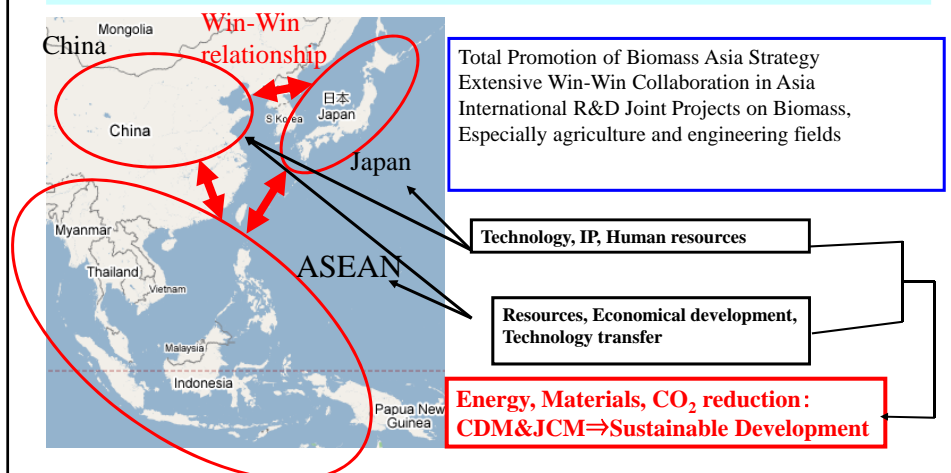 Mongolia
China
Win-Win
relationship
China
日本
Japan
S Korea
Japan
Myanmar
Thailand
Vietnam
ASEAN
Malaysia
Indonesia
Papua New
Guinea
Total Promotion of Biomass Asia Strategy
Extensive Win-Win Collaboration in Asia
International R&D Joint Projects on Biomass,
Especially agriculture and engineering fields
Technology, IP, Human resources
Resources, Economical development,
Technology transfer
Energy, Materials, CO₂ reduction：
CDM&JCM⇒Sustainable Development